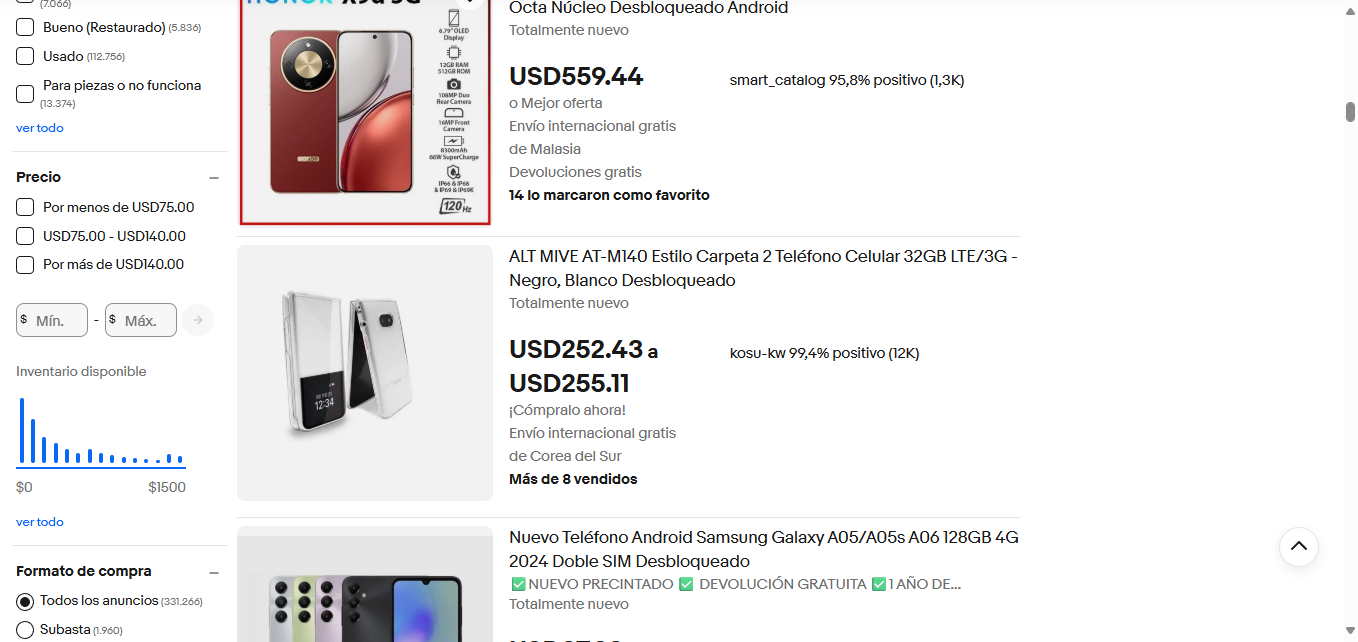 (7.066)
Bueno (Restaurado) (5.836)
Usado (112.756)
Para piezas o no funciona
(13.374)
ver todo
Precio
Por menos de USD75.00
USD75.00 - USD140.00
Por más de USD140.00
$ Mín. - $ Máx.
Inventario disponible
$0 $1500
ver todo
Formato de compra
Todos los anuncios (331.266)
Subasta (1.960)
HONOR X9d 5G
6.79" OLED
Display
12GB RAM
512GB ROM
108MP Duo
Rear Camera
16MP Front
Camera
8300mAh
66W SuperCharge
IP66 & IP68
& IP69 & IP69K
120Hz
Octa Núcleo Desbloqueado Android
Totalmente nuevo
USD559.44
smart_catalog 95,8% positivo (1,3K)
o Mejor oferta
Envío internacional gratis
de Malasia
Devoluciones gratis
14 lo marcaron como favorito
12:34
ALT MIVE AT-M140 Estilo Carpeta 2 Teléfono Celular 32GB LTE/3G -
Negro, Blanco Desbloqueado
Totalmente nuevo
USD252.43 a
USD255.11
kosu-kw 99,4% positivo (12K)
¡Cómpralo ahora!
Envío internacional gratis
de Corea del Sur
Más de 8 vendidos
Nuevo Teléfono Android Samsung Galaxy A05/A05s A06 128GB 4G
2024 Doble SIM Desbloqueado
✅NUEVO PRECINTADO ✅ DEVOLUCIÓN GRATUITA ✅1 AÑO DE...
Totalmente nuevo